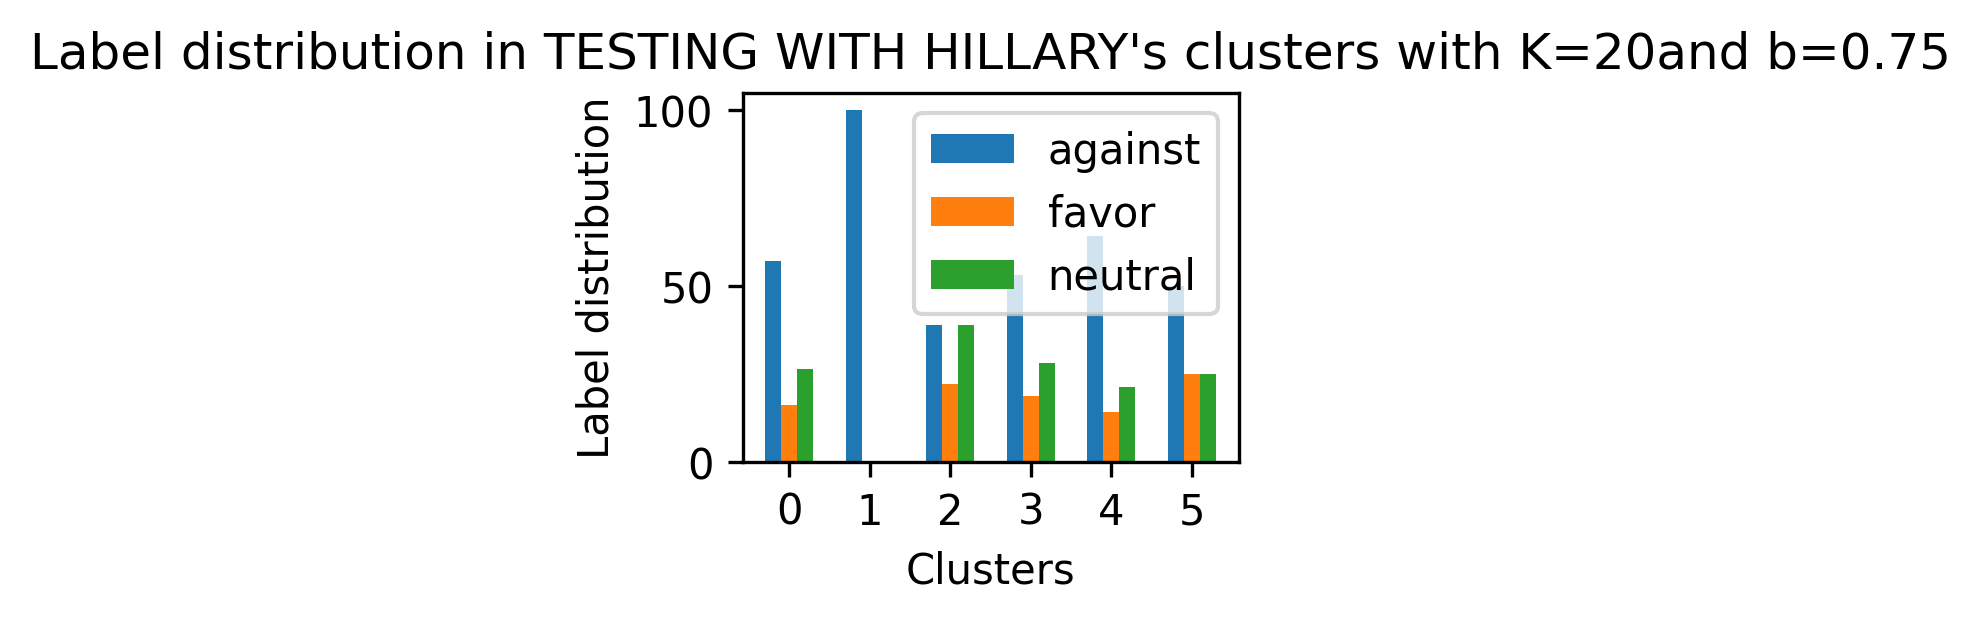 Label distribution in TESTING WITH HILLARY's clusters with K=20and b=0.75
Label distribution
100
50
0
against
favor
neutral
0 1 2 3 4 5
Clusters